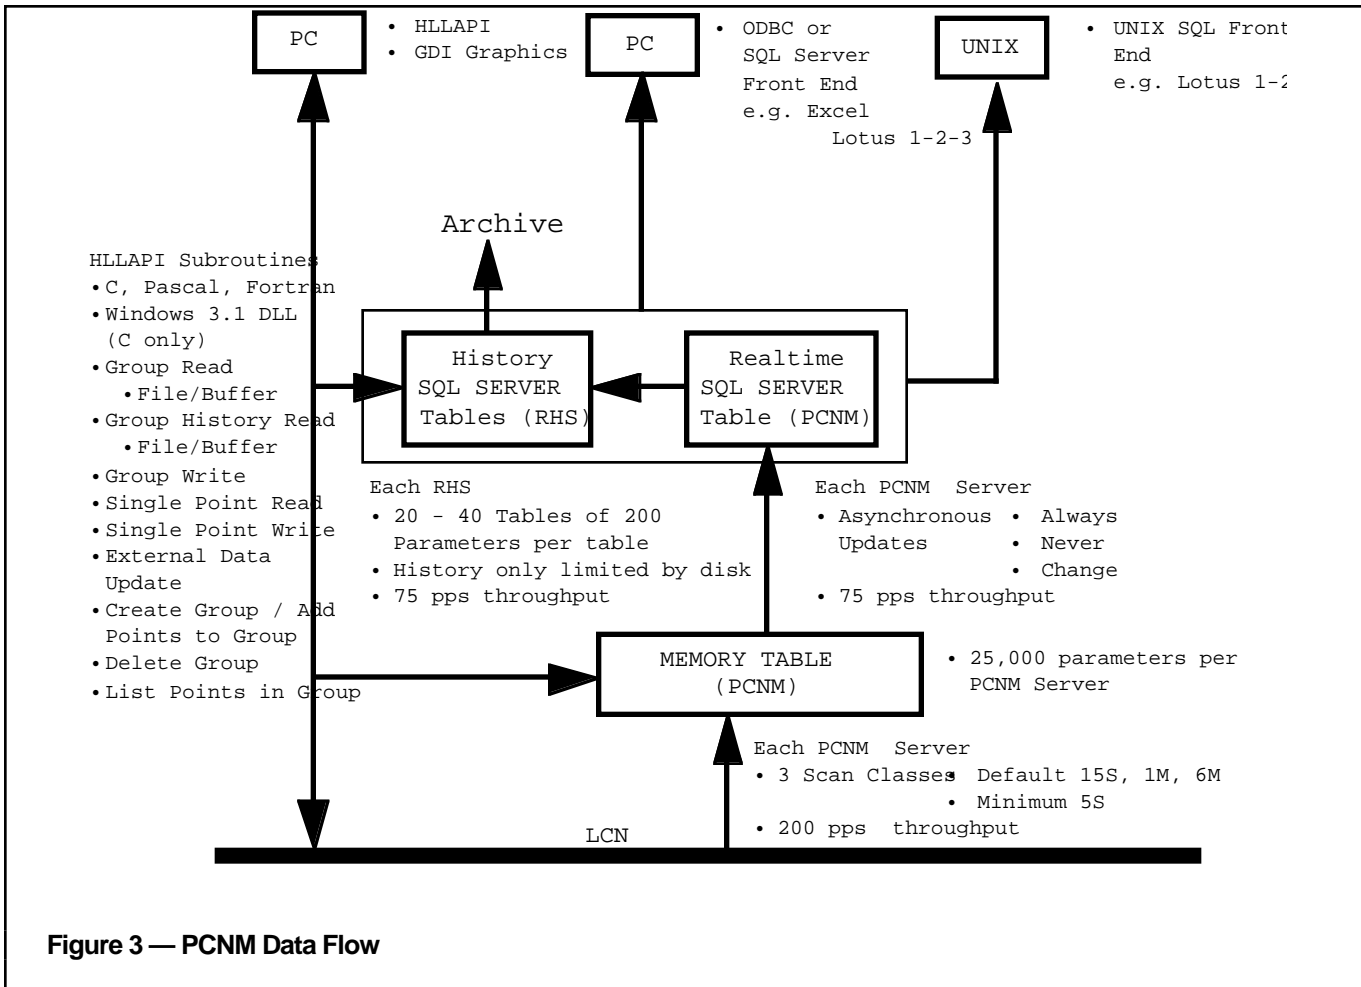 PC
• HLLAPI
• GDI Graphics
PC
• ODBC or
SQL Server
Front End
e.g. Excel
Lotus 1-2-3
UNIX
• UNIX SQL Front
End
e.g. Lotus 1-2
Archive
HLLAPI Subroutines
• C, Pascal, Fortran
• Windows 3.1 DLL
(C only)
• Group Read
• File/Buffer
• Group History Read
• File/Buffer
• Group Write
• Single Point Read
• Single Point Write
• External Data
Update
• Create Group / Add
Points to Group
• Delete Group
• List Points in Group
History
SQL SERVER
Tables (RHS)
Realtime
SQL SERVER
Table (PCNM)
Each RHS
• 20 - 40 Tables of 200
Parameters per table
• History only limited by disk
• 75 pps throughput
Each PCNM Server
• Asynchronous
Updates
• Always
• Never
• Change
• 75 pps throughput
MEMORY TABLE
(PCNM)
• 25,000 parameters per
PCNM Server
Each PCNM Server
• 3 Scan Classes
• Default 15S, 1M, 6M
• Minimum 5S
• 200 pps throughput
LCN
Figure 3 — PCNM Data Flow